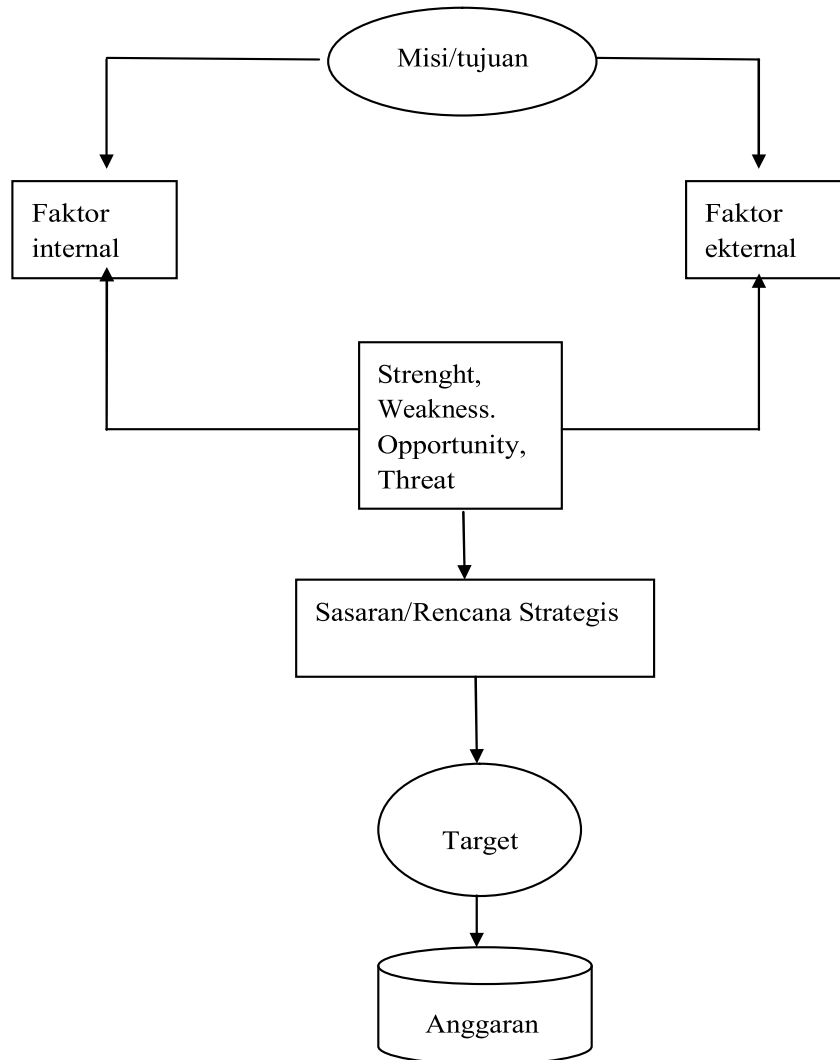 Misi/tujuan
Faktor
internal
Faktor
ekternal
Strenght,
Weakness.
Opportunity,
Threat
Sasaran/Rencana Strategis
Target
Anggaran